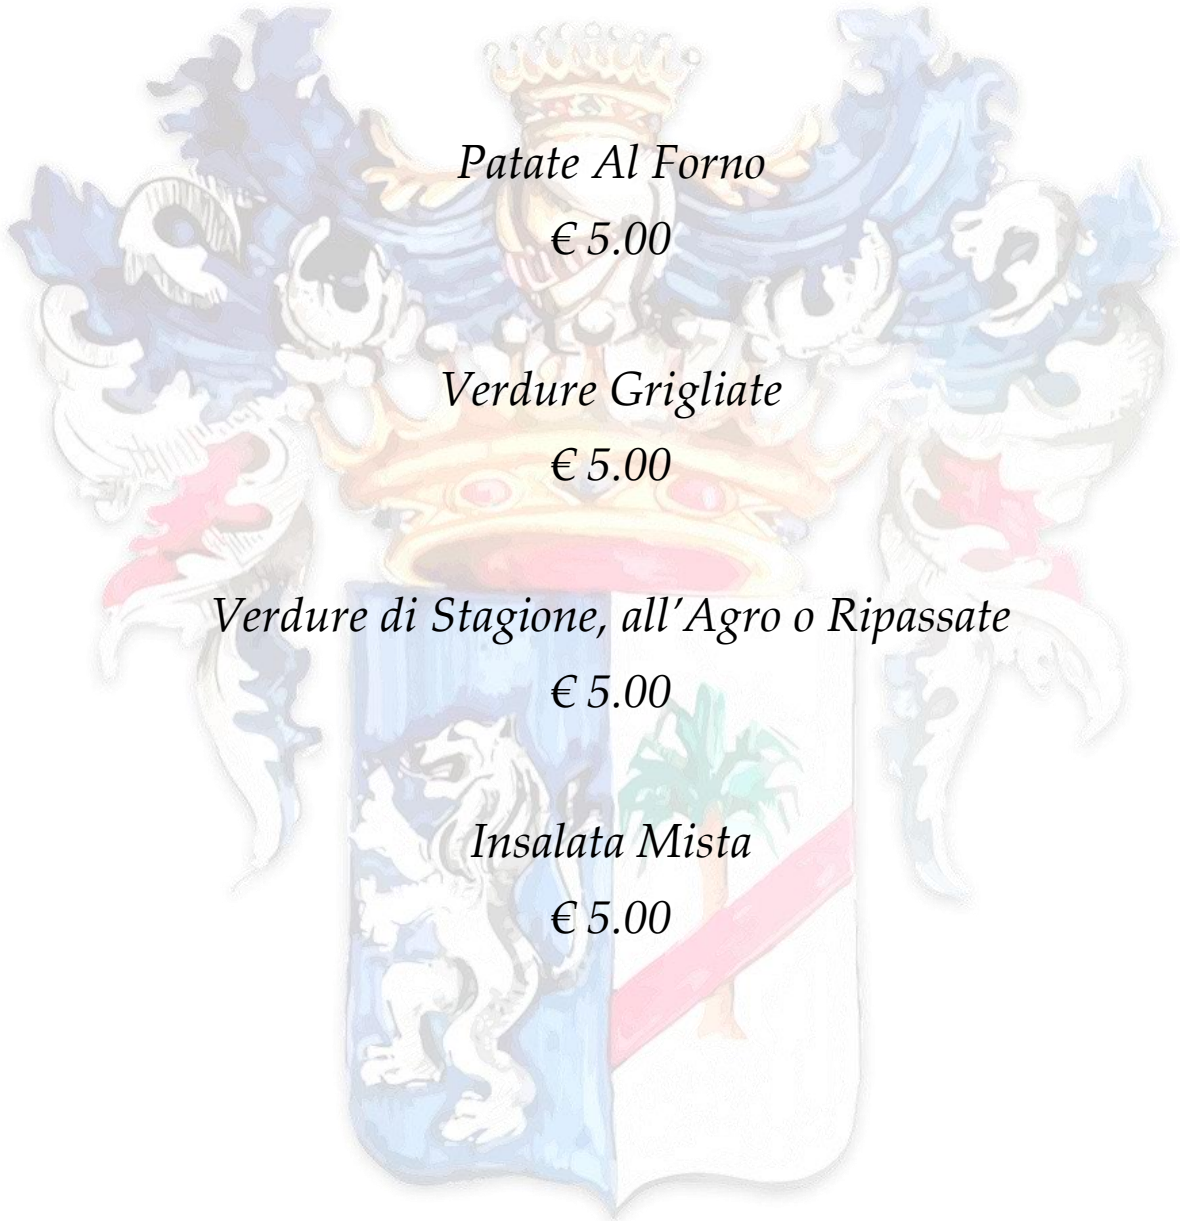 Patate Al Forno
€ 5.00
Verdure Grigliate
€ 5.00
Verdure di Stagione, all’Agro o Ripassate
€ 5.00
Insalata Mista
€ 5.00